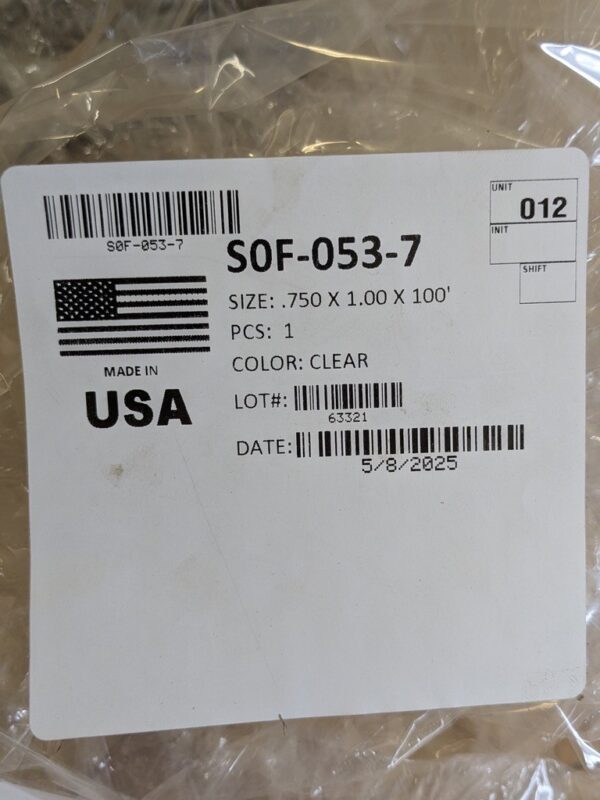 UNIT
012
INIT
SHIFT
S0F-053-7
S0F-053-7
SIZE: .750 X 1.00 X 100'
PCS: 1
COLOR: CLEAR
MADE IN
USA
LOT#:
63321
DATE:
5/8/2025